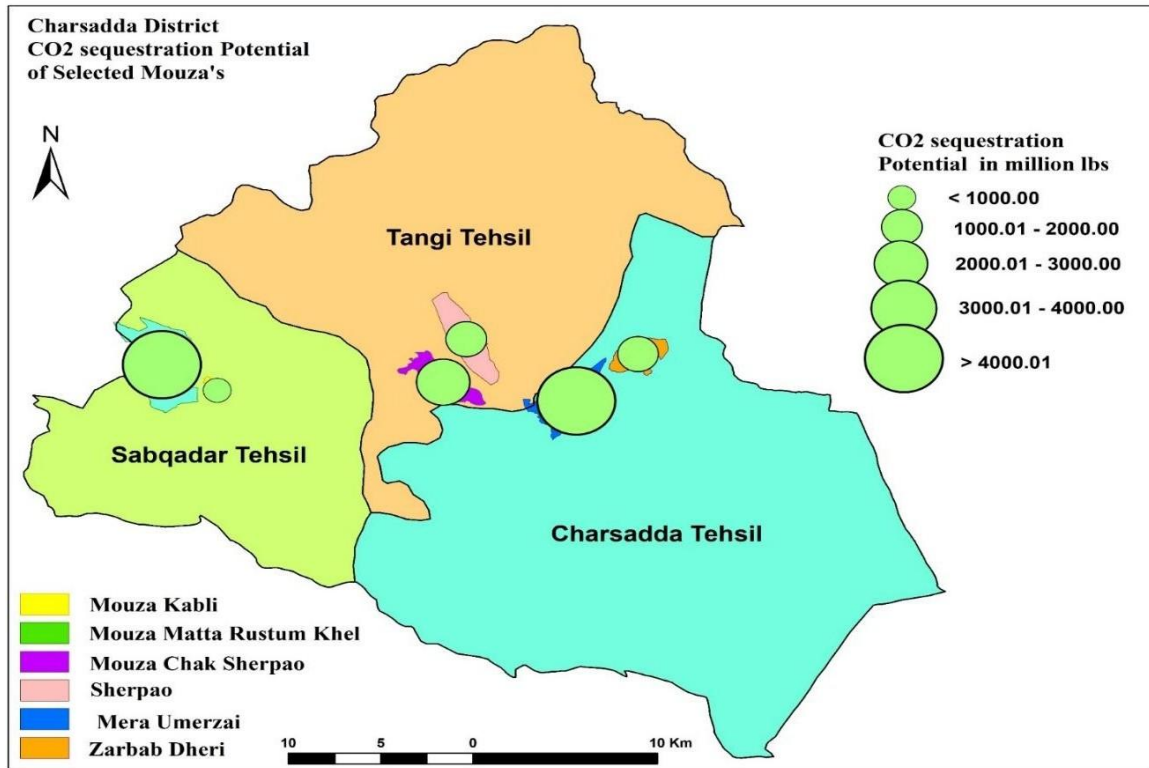 Charsadda District
CO2 sequestration Potential
of Selected Mouza's
N
CO2 sequestration
Potential in million lbs
< 1000.00
1000.01 - 2000.00
2000.01 - 3000.00
3000.01 - 4000.00
> 4000.01
Tangi Tehsil
Sabqadar Tehsil
Charsadda Tehsil
Mouza Kabli
Mouza Matta Rustum Khel
Mouza Chak Sherpao
Sherpao
Mera Umerzai
Zarbab Dheri
10 5 0 10 Km